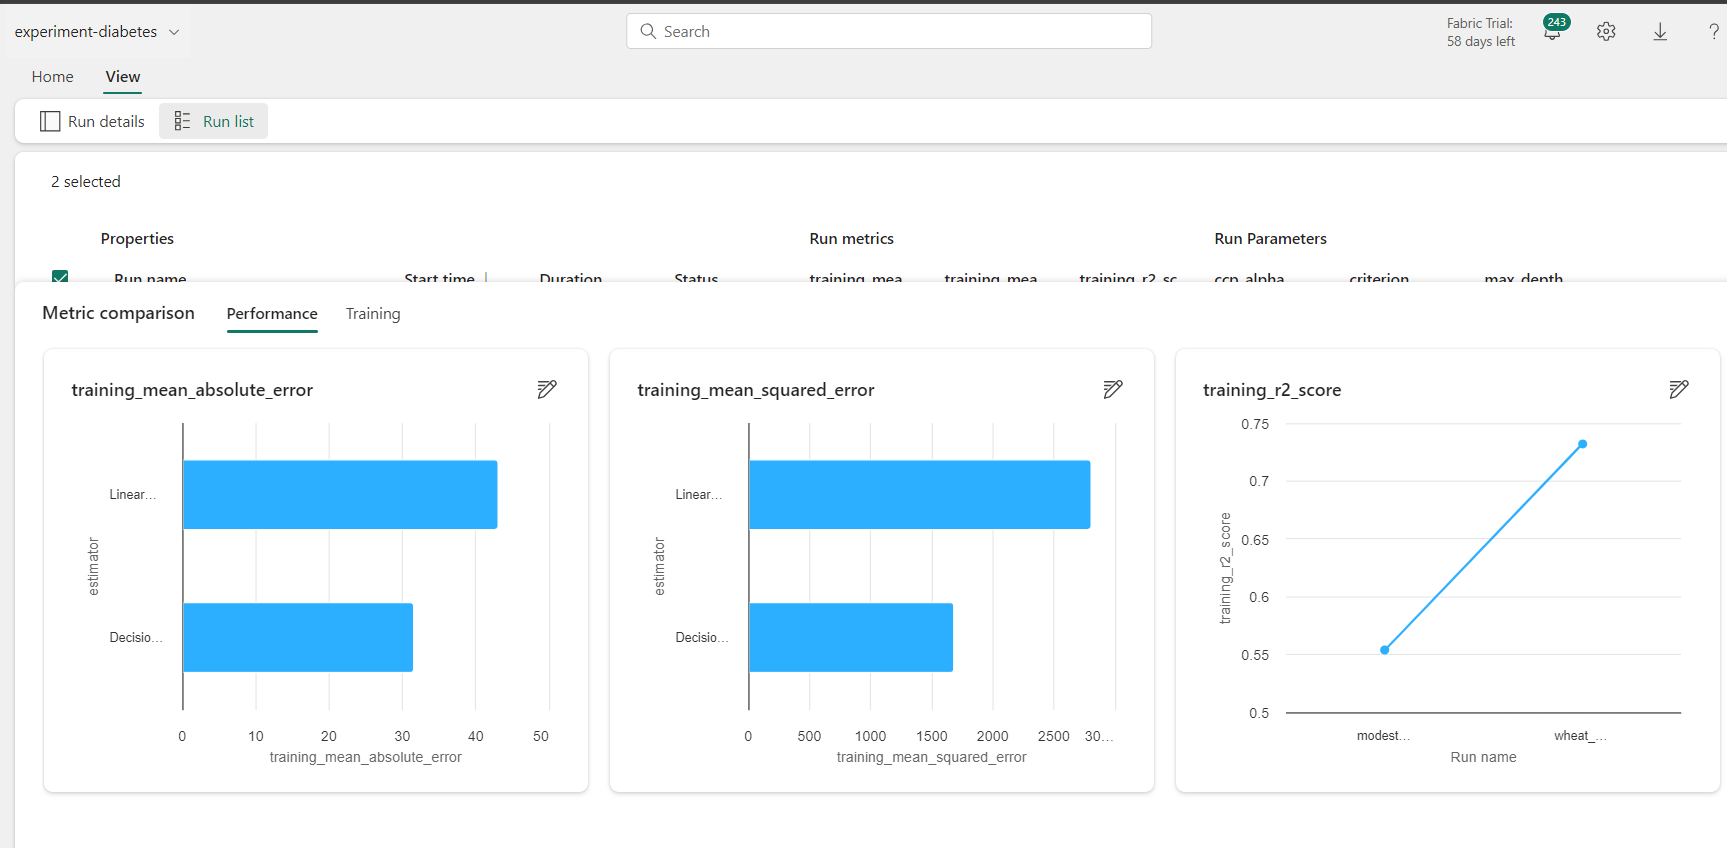 experiment-diabetes
Search
Fabric Trial:
58 days left
243
?
Home
View
Run details
Run list
2 selected
Properties
Run metrics
Run Parameters
Run name
Start time
Duration
Status
training_mea
training_mea
training_r2_sc
ccp_alpha
criterion
max_depth
Metric comparison
Performance
Training
training_mean_absolute_error
estimator
Linear...
Decisio...
0
10
20
30
40
50
training_mean_absolute_error
training_mean_squared_error
estimator
Linear...
Decisio...
0
500
1000
1500
2000
2500
30...
training_mean_squared_error
training_r2_score
training_r2_score
0.75
0.7
0.65
0.6
0.55
0.5
modest...
wheat_...
Run name